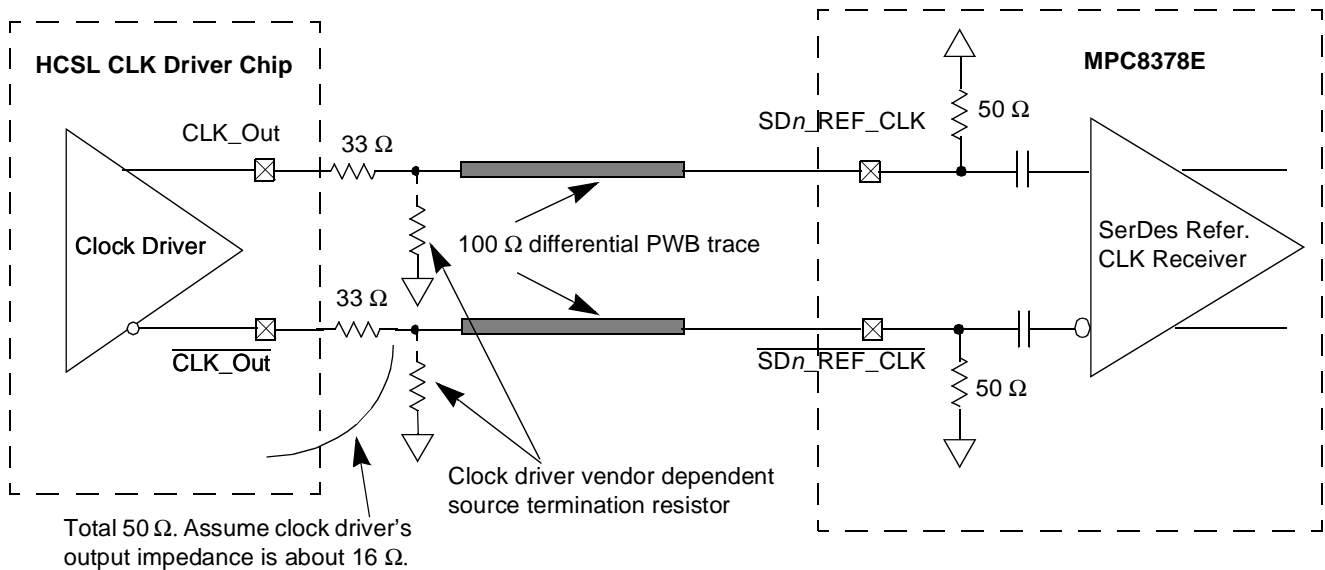 HCSL CLK Driver Chip
MPC8378E
CLK_Out
33 Ω
SDn_REF_CLK
50 Ω
Clock Driver
100 Ω differential PWB trace
SerDes Refer.
CLK Receiver
33 Ω
CLK_Out
SDn_REF_CLK
50 Ω
Clock driver vendor dependent
source termination resistor
Total 50 Ω. Assume clock driver's
output impedance is about 16 Ω.